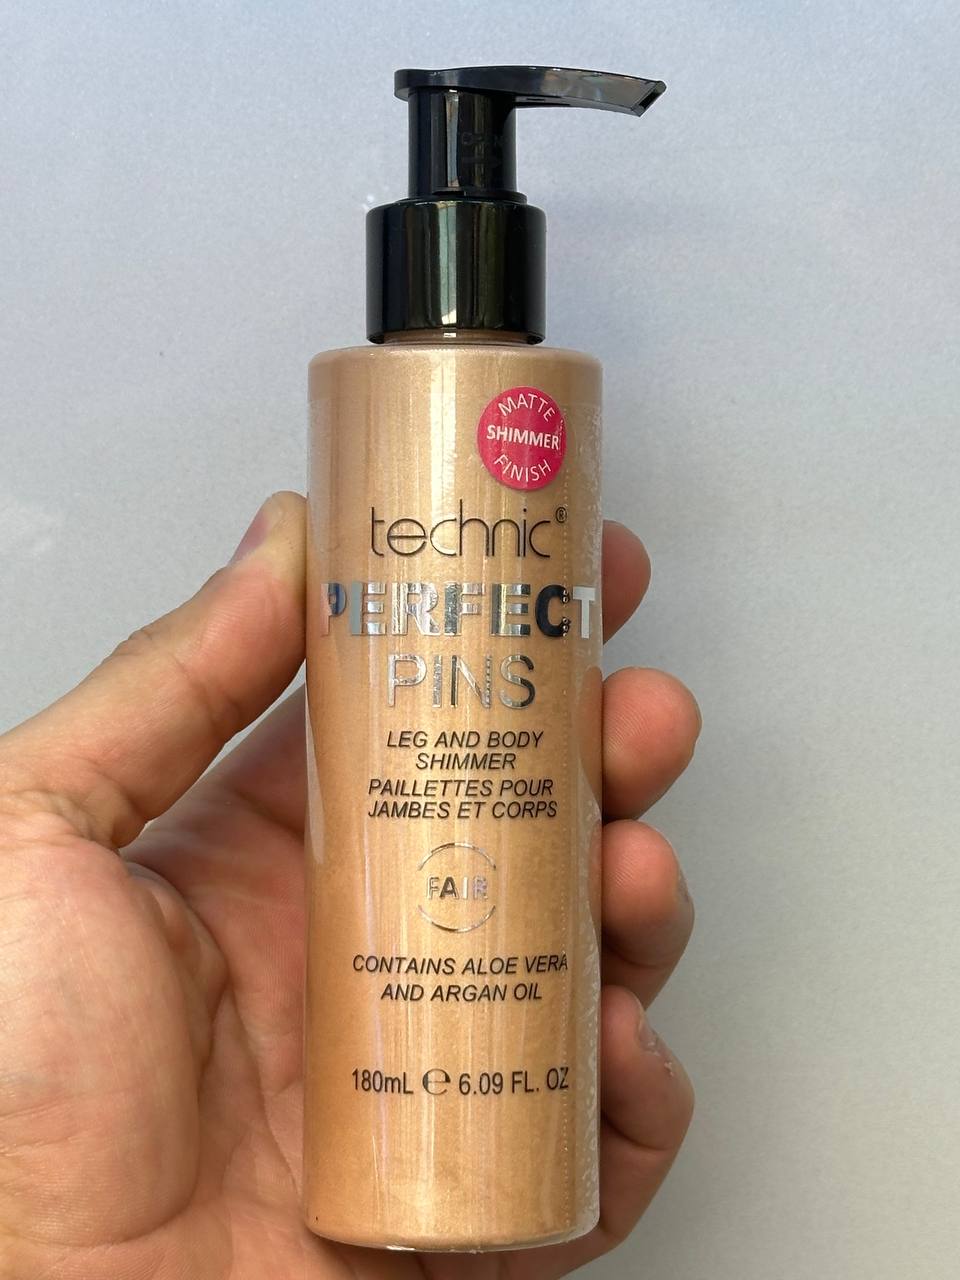 MATTE
SHIMMER
FINISH
technic®
PERFECT
PINS
LEG AND BODY
SHIMMER
PAILLETTES POUR
JAMBES ET CORPS
FAIR
CONTAINS ALOE VERA
AND ARGAN OIL
180mL ℮ 6.09 FL. OZ